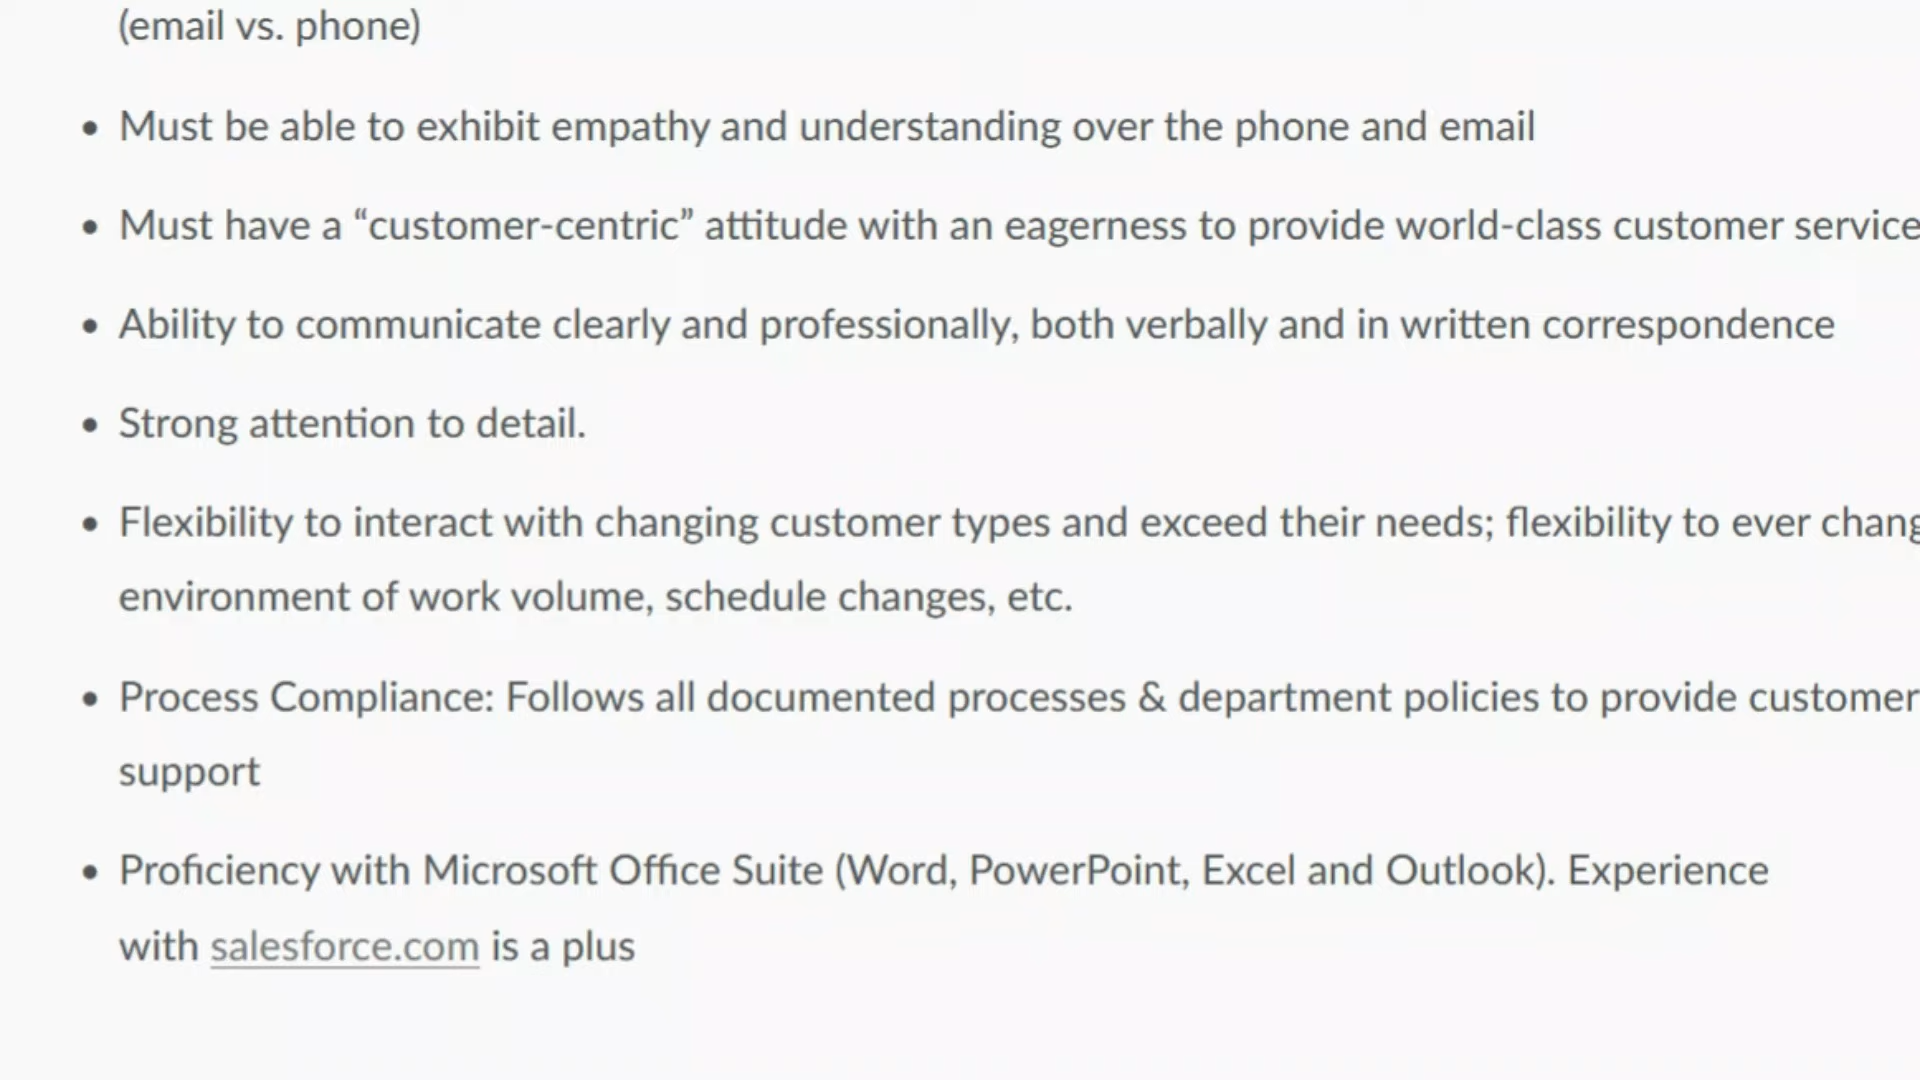 (email vs. phone)
• Must be able to exhibit empathy and understanding over the phone and email
• Must have a “customer-centric” attitude with an eagerness to provide world-class customer service
• Ability to communicate clearly and professionally, both verbally and in written correspondence
• Strong attention to detail.
• Flexibility to interact with changing customer types and exceed their needs; flexibility to ever
environment of work volume, schedule changes, etc.
• Process Compliance: Follows all documented processes & department policies to provide customer
support
• Proficiency with Microsoft Office Suite (Word, PowerPoint, Excel and Outlook). Experience
with salesforce.com is a plus